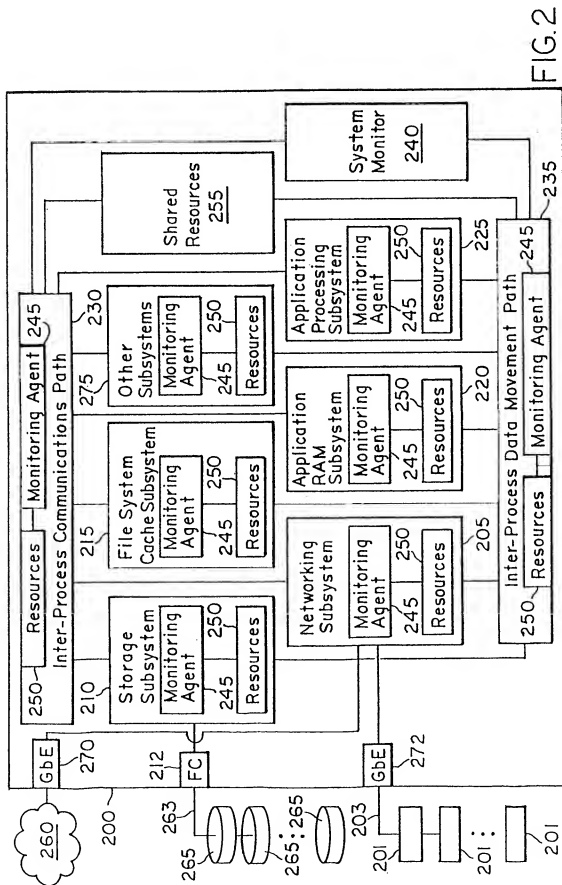 FIG. 2
250
Resources
Monitoring Agent
245
Inter-Process Communications Path
230
Shared
Resources
255
System
Monitor
240
210
Storage
Subsystem
Monitoring
Agent
250
245
Resources
215
File System
Cache Subsystem
Monitoring
Agent
250
245
Resources
275
Other
Subsystems
Monitoring
Agent
250
245
Resources
Networking
Subsystem
Monitoring
Agent
250
245
Resources
205
Application
RAM Subsystem
Monitoring
Agent
250
245
Resources
220
Application
Processing
Subsystem
Monitoring
Agent
250
245
Resources
225
Inter-Process Data Movement Path
235
250
Resources
Monitoring Agent
245
GbE
270
FC
212
GbE
272
200
260
263
265
265
265
203
201
201
201